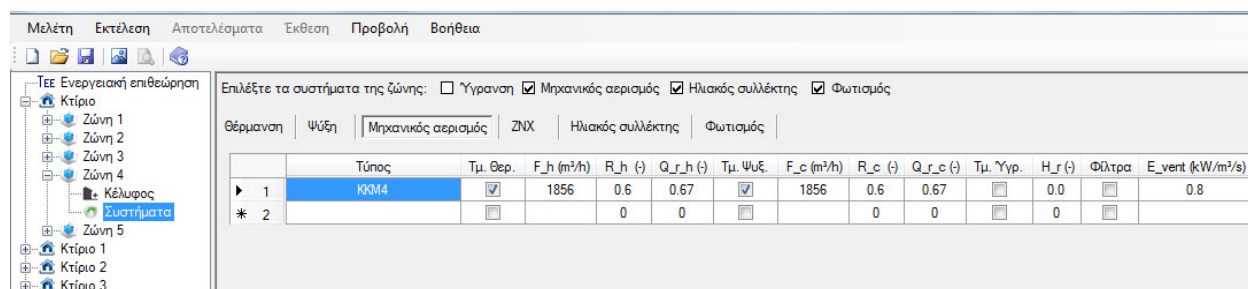 Μελέτη Εκτέλεση Αποτελέσματα Έκθεση Προβολή Βοήθεια
ΤΕΕ Ενεργειακή επιθεώρηση
Κτίριο
Ζώνη 1
Ζώνη 2
Ζώνη 3
Ζώνη 4
Κέλυφος
Συστήματα
Ζώνη 5
Κτίριο 1
Κτίριο 2
Κτίριο 3
Επιλέξτε τα συστήματα της ζώνης: Ύγρανση Μηχανικός αερισμός Ηλιακός συλλέκτης Φωτισμός
Θέρμανση Ψύξη Μηχανικός αερισμός ΖΝΧ Ηλιακός συλλέκτης Φωτισμός
Τύπος Τμ. Θερ. F_h (m³/h) R_h (-) Q_r_h (-) Τμ. Ψυξ. F_c (m³/h) R_c (-) Q_r_c (-) Τμ. Ύγρ. H_r (-) Φίλτρα E_vent (kW/m³/s)
1 ΚΚΜ4 1856 0.6 0.67 1856 0.6 0.67 0.0 0.8
* 2 0 0 0 0 0